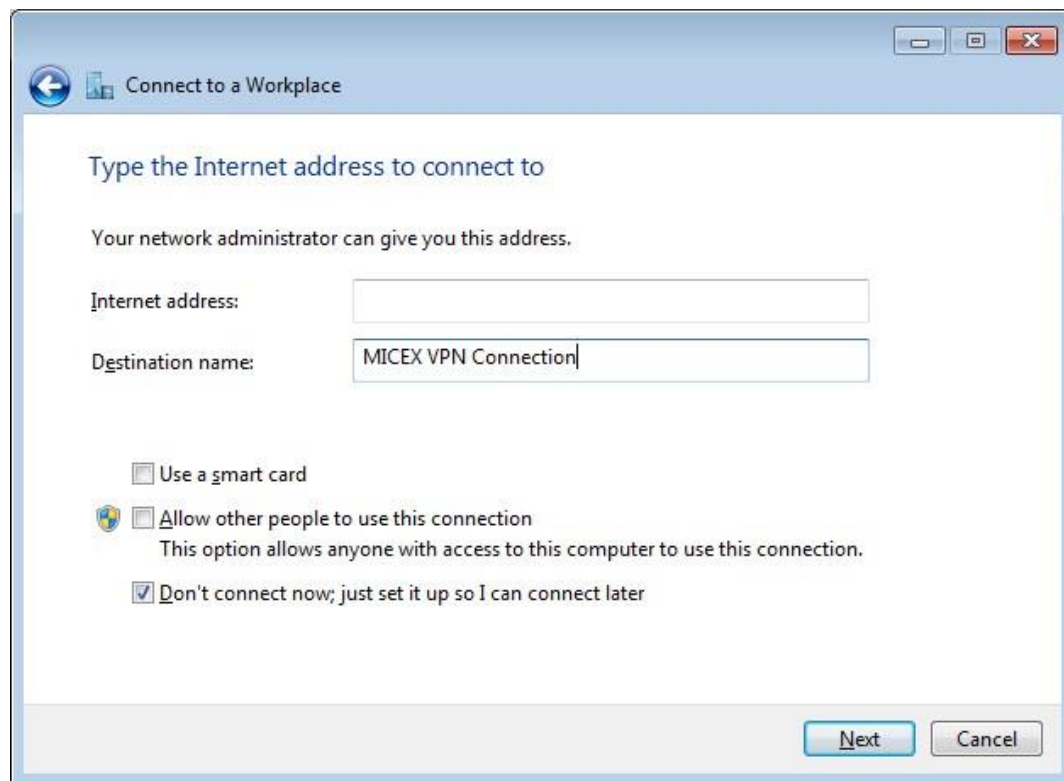 Connect to a Workplace
Type the Internet address to connect to
Your network administrator can give you this address.
Internet address:
Destination name: MICEX VPN Connection
Use a smart card
Allow other people to use this connection
This option allows anyone with access to this computer to use this connection.
Don't connect now; just set it up so I can connect later
Next Cancel